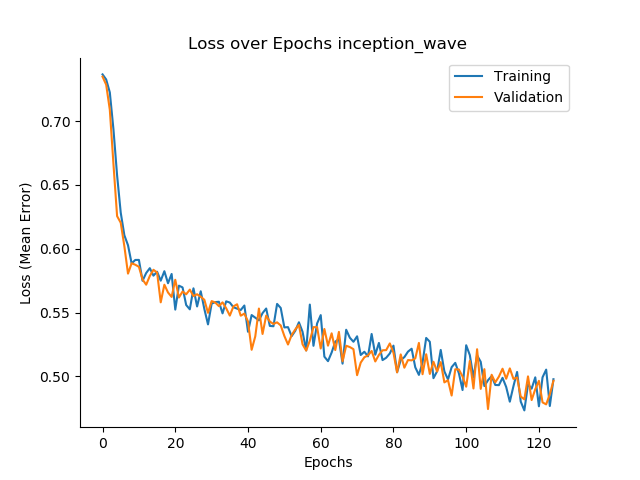 Loss over Epochs inception_wave
Training
Validation
0.70
0.65
0.60
0.55
0.50
Loss (Mean Error)
0 20 40 60 80 100 120
Epochs